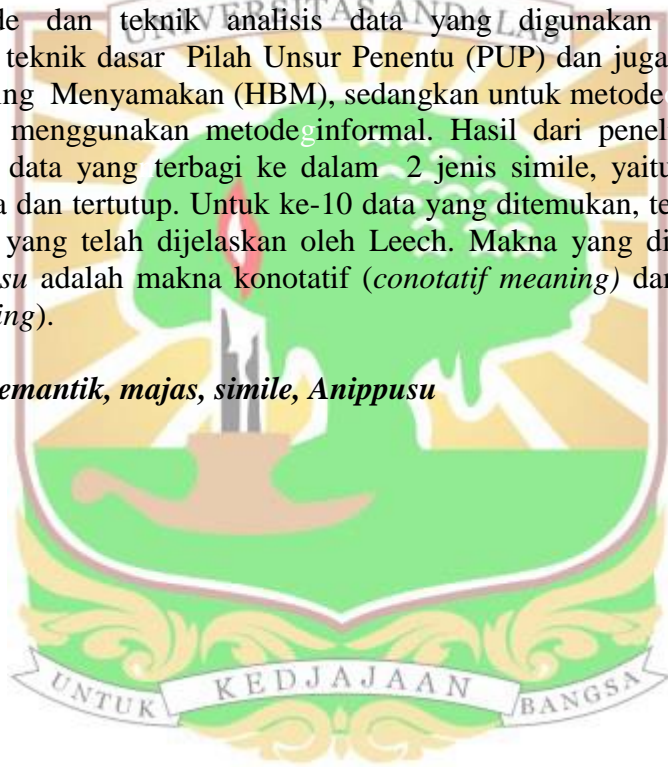 UNIVERSITAS ANDALAS
de dan teknik analisis data yang digunakan
teknik dasar Pilah Unsur Penentu (PUP) dan juga
ing Menyamakan (HBM), sedangkan untuk metode
menggunakan metode informal. Hasil dari penel
data yang terbagi ke dalam 2 jenis simile, yaitu
a dan tertutup. Untuk ke-10 data yang ditemukan, te
yang telah dijelaskan oleh Leech. Makna yang di
su adalah makna konotatif (conotatif meaning) dar
ing).
emantik, majas, simile, Anippusu
UNTUK KEDJAJAAN BANGSA